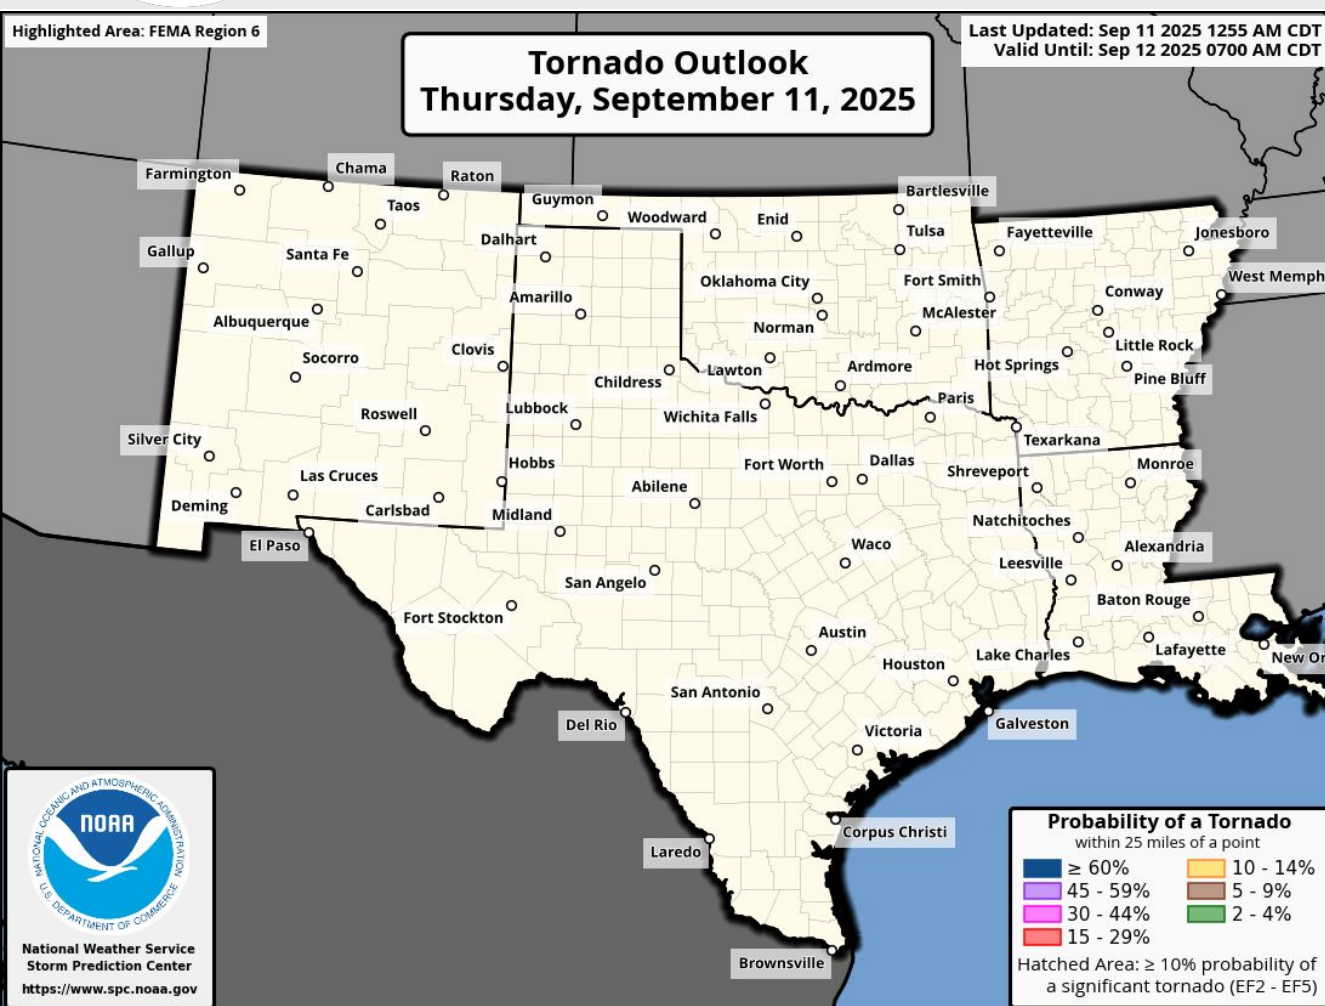 Highlighted Area: FEMA Region 6
Last Updated: Sep 11 2025 1255 AM CDT
Valid Until: Sep 12 2025 0700 AM CDT
Tornado Outlook
Thursday, September 11, 2025
Farmington
Chama
Raton
Taos
Guymon
Woodward
Enid
Bartlesville
Tulsa
Fayetteville
Jonesboro
Gallup
Santa Fe
Dalhart
Oklahoma City
Fort Smith
West Memph
Amarillo
Conway
Albuquerque
Norman
McAlester
Little Rock
Socorro
Clovis
Childress
Lawton
Ardmore
Hot Springs
Pine Bluff
Roswell
Lubbock
Wichita Falls
Paris
Texarkana
Silver City
Las Cruces
Hobbs
Abilene
Fort Worth
Dallas
Shreveport
Monroe
Deming
Carlsbad
Midland
Natchitoches
El Paso
San Angelo
Waco
Leesville
Alexandria
Fort Stockton
Austin
Baton Rouge
Houston
Lake Charles
Lafayette
New Or
San Antonio
Del Rio
Victoria
Galveston
Laredo
Corpus Christi
Brownsville
NATIONAL OCEANIC AND ATMOSPHERIC ADMINISTRATION
NOAA
U.S. DEPARTMENT OF COMMERCE
National Weather Service
Storm Prediction Center
https://www.spc.noaa.gov
Probability of a Tornado
within 25 miles of a point
≥ 60%
10 - 14%
45 - 59%
5 - 9%
30 - 44%
2 - 4%
15 - 29%
Hatched Area: ≥ 10% probability of
a significant tornado (EF2 - EF5)